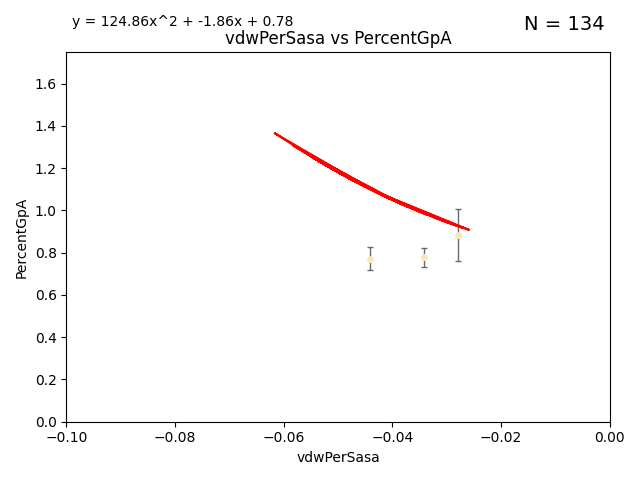 y = 124.86x^2 + -1.86x + 0.78
N = 134
vdwPerSasa vs PercentGpA
PercentGpA
1.6
1.4
1.2
1.0
0.8
0.6
0.4
0.2
0.0
−0.10 −0.08 −0.06 −0.04 −0.02 0.00
vdwPerSasa